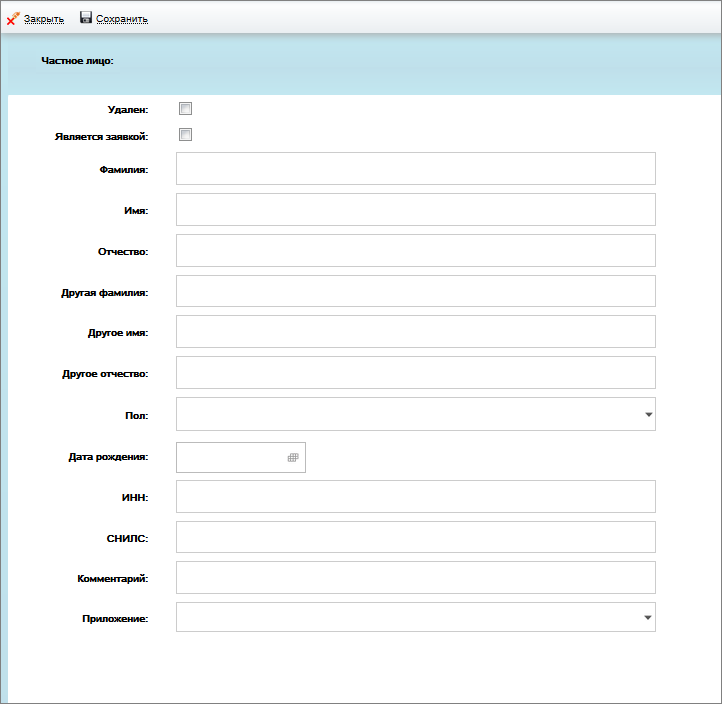 Закрыть Сохранить
Частное лицо:
Удален:
Является заявкой:
Фамилия:
Имя:
Отчество:
Другая фамилия:
Другое имя:
Другое отчество:
Пол:
Дата рождения:
ИНН:
СНИЛС:
Комментарий:
Приложение: